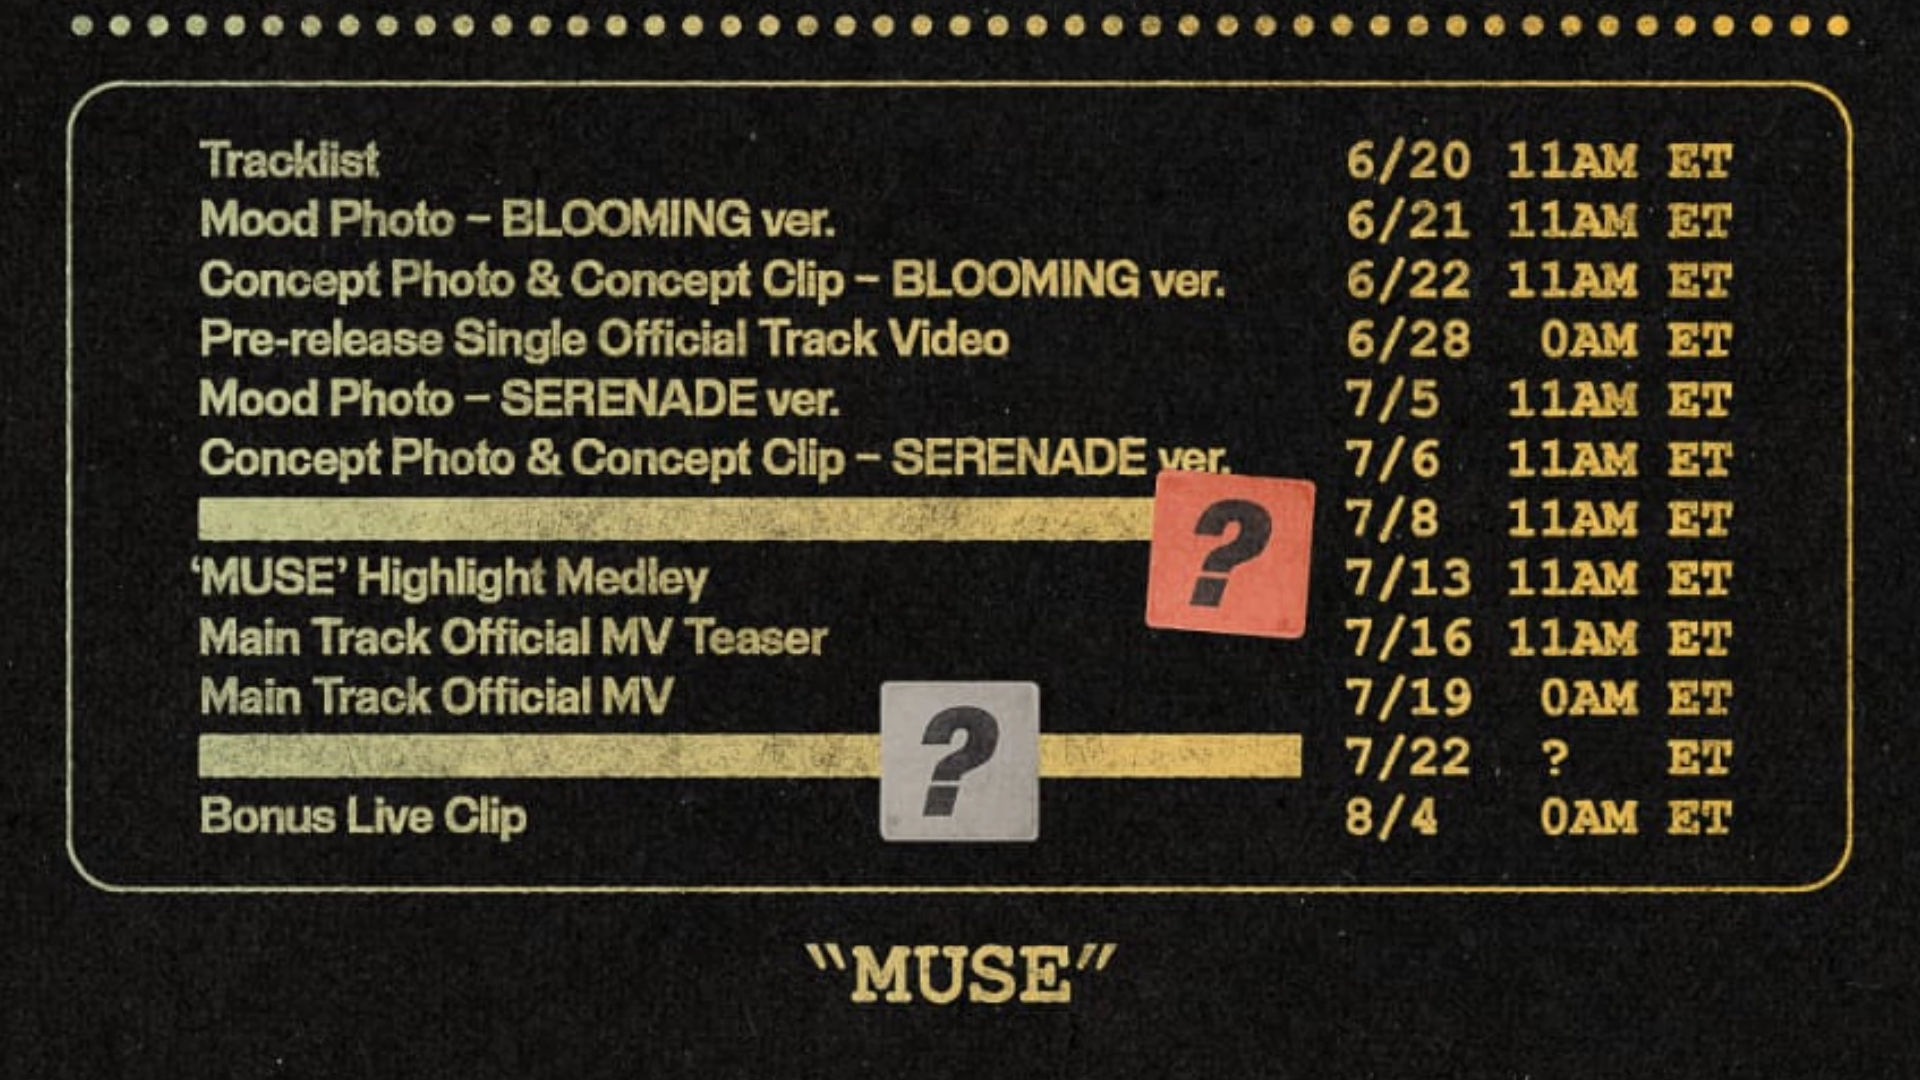 Tracklist 6/20 11AM ET
Mood Photo – BLOOMING ver. 6/21 11AM ET
Concept Photo & Concept Clip – BLOOMING ver. 6/22 11AM ET
Pre-release Single Official Track Video 6/28 0AM ET
Mood Photo – SERENADE ver. 7/5 11AM ET
Concept Photo & Concept Clip – SERENADE ver. 7/6 11AM ET
? 7/8 11AM ET
‘MUSE’ Highlight Medley 7/13 11AM ET
Main Track Official MV Teaser 7/16 11AM ET
Main Track Official MV 7/19 0AM ET
? 7/22 ? ET
Bonus Live Clip 8/4 0AM ET
“MUSE”